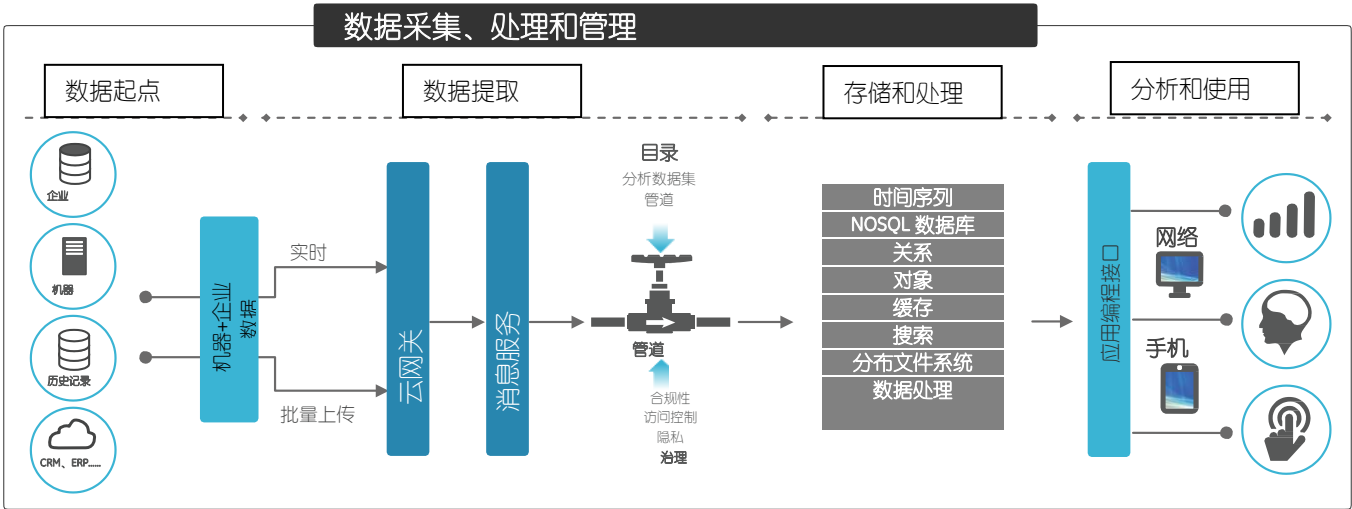 数据采集、处理和管理
数据起点
数据提取
存储和处理
分析和使用
企业
机器
历史记录
CRM、ERP......
机器+企业
数据
实时
批量上传
云网关
消息服务
目录
分析数据集
管道
管道
合规性
访问控制
隐私
治理
时间序列
NOSQL 数据库
关系
对象
缓存
搜索
分布文件系统
数据处理
应用编程接口
网络
手机